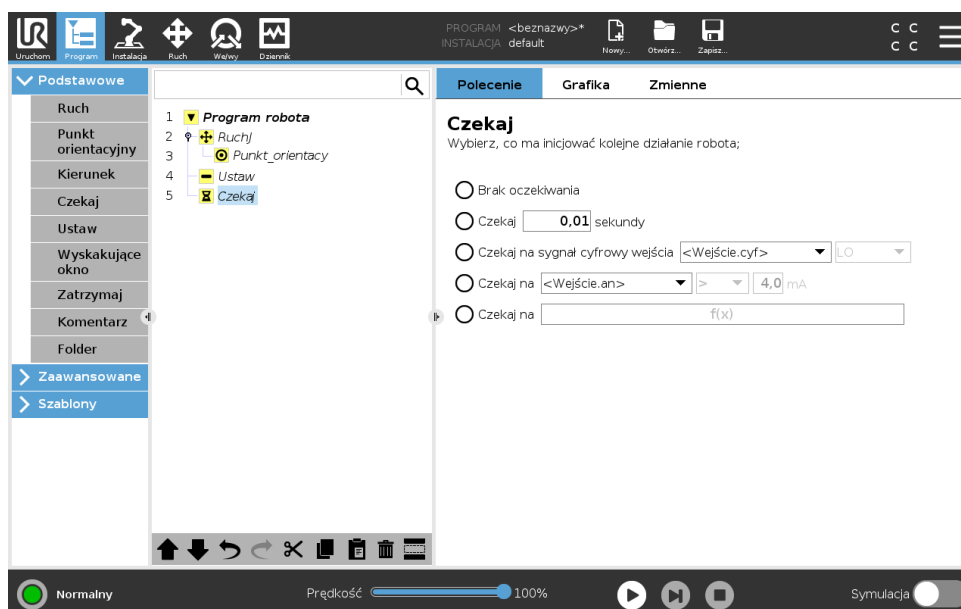 UR
Uruchom
Program
Instalacja
Ruch
We/wy
Dziennik
PROGRAM <beznazwy>*
INSTALACJA default
Nowy...
Otwórz...
Zapisz...
C C
C C
Podstawowe
Ruch
Punkt
orientacyjny
Kierunek
Czekaj
Ustaw
Wyskakujące
okno
Zatrzymaj
Komentarz
Folder
Zaawansowane
Szablony
1 Program robota
2 RuchJ
3 Punkt_orientacy
4 Ustaw
5 Czekaj
Polecenie Grafika Zmienne
Czekaj
Wybierz, co ma inicjować kolejne działanie robota;
Brak oczekiwania
Czekaj 0,01 sekundy
Czekaj na sygnał cyfrowy wejścia <Wejście.cyf> LO
Czekaj na <Wejście.an> > 4,0 mA
Czekaj na f(x)
Normalny
Prędkość 100%
Symulacja